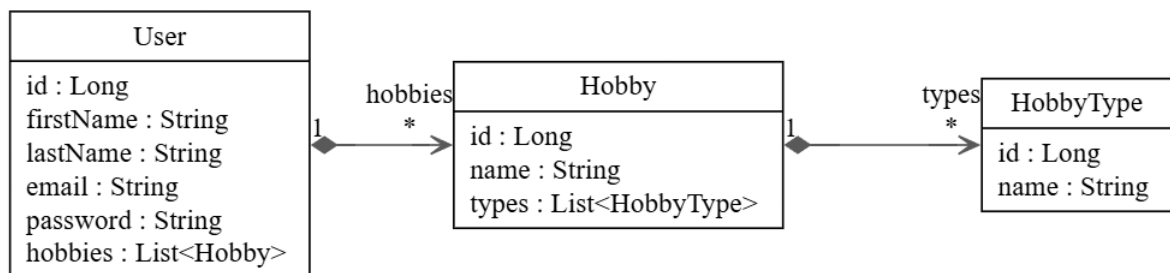 User
id : Long
firstName : String
lastName : String
email : String
password : String
hobbies : List<Hobby>
1
hobbies
*
Hobby
id : Long
name : String
types : List<HobbyType>
1
types
*
HobbyType
id : Long
name : String